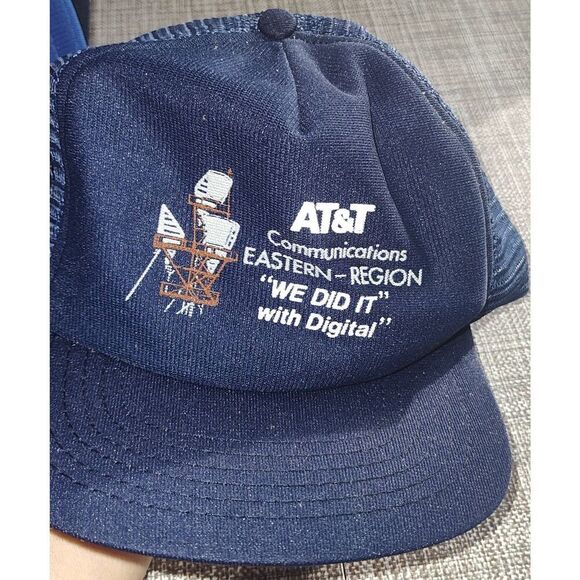 AT&T
Communications
EASTERN - REGION
"WE DID IT"
with Digital"